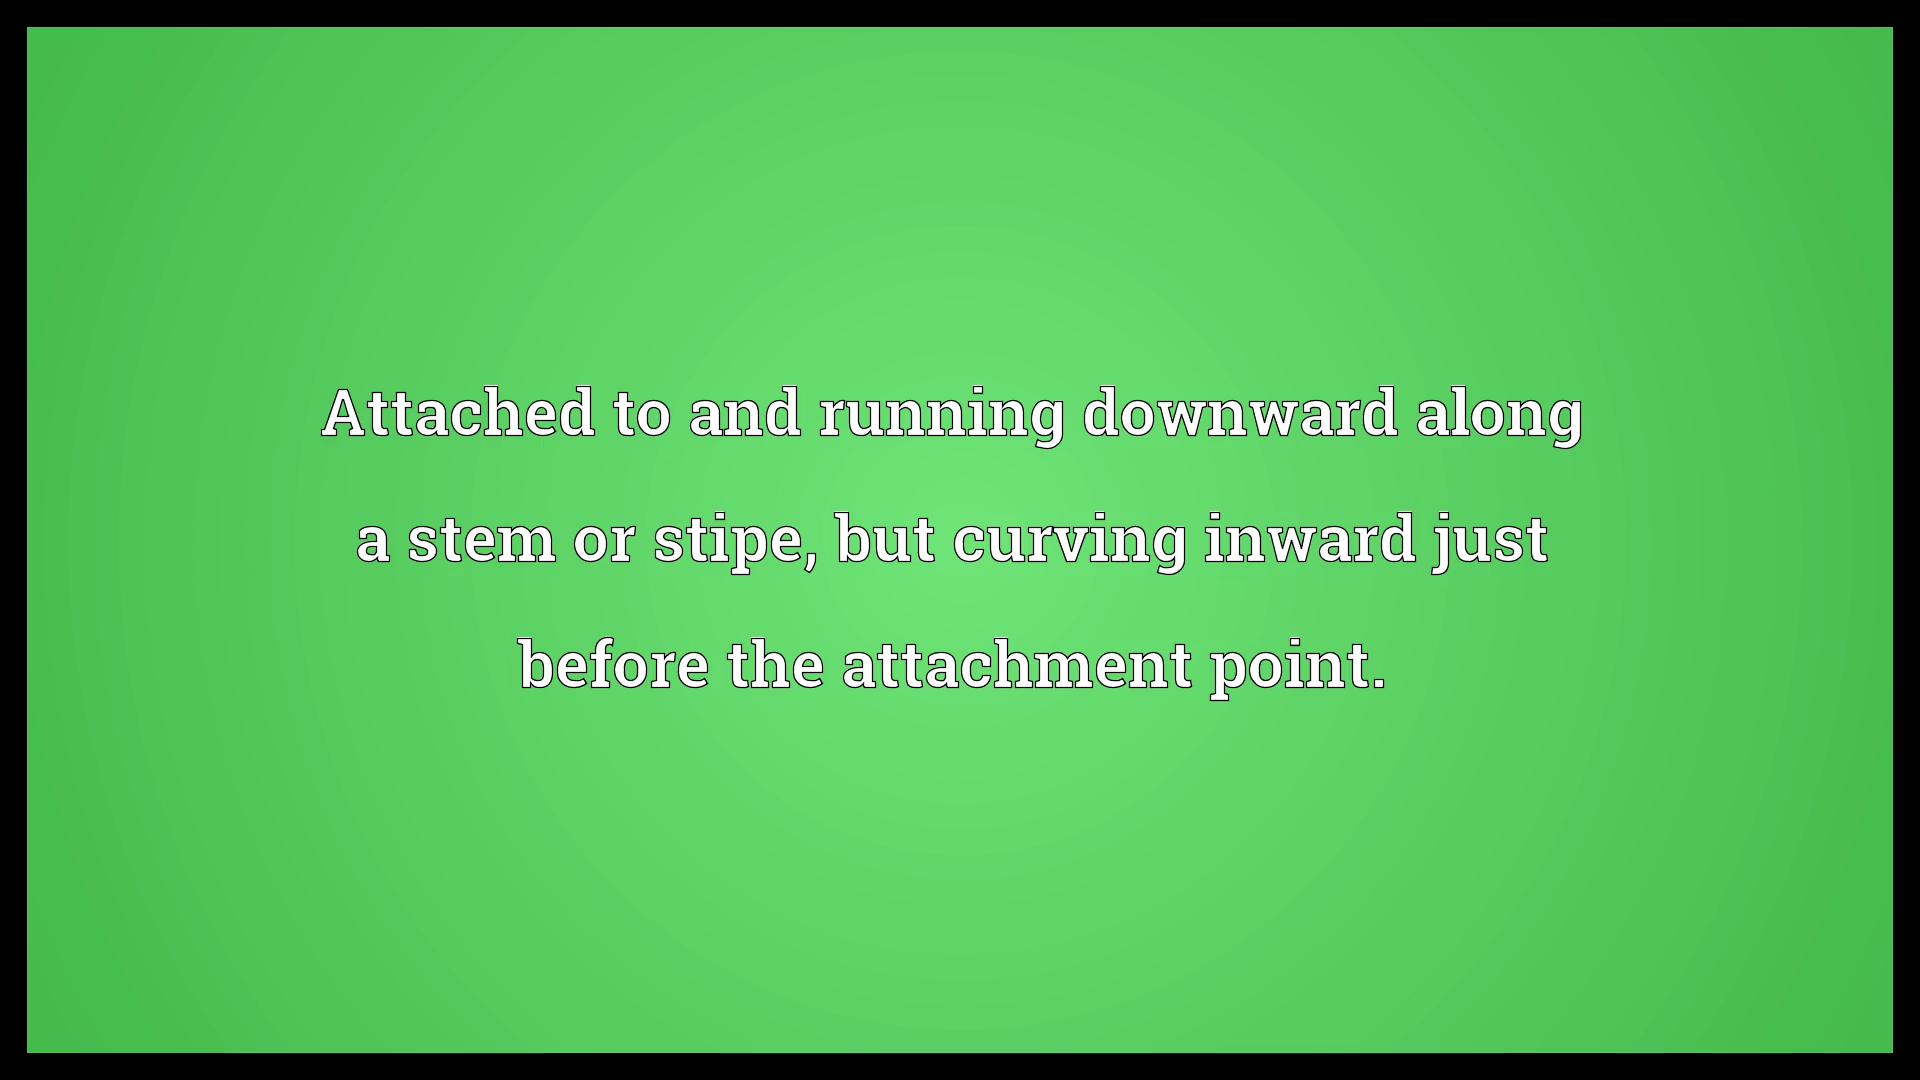 Attached to and running downward along
a stem or stipe, but curving inward just
before the attachment point.